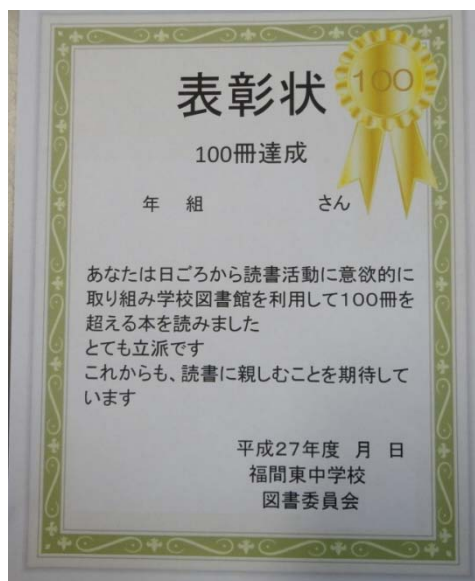 100
表彰状
100冊達成
年　組　　　　　　さん
あなたは日ごろから読書活動に意欲的に
取り組み学校図書館を利用して１００冊を
超える本を読みました
とても立派です
これからも、読書に親しむことを期待して
います
平成２７年度　月　日
福間東中学校
図書委員会